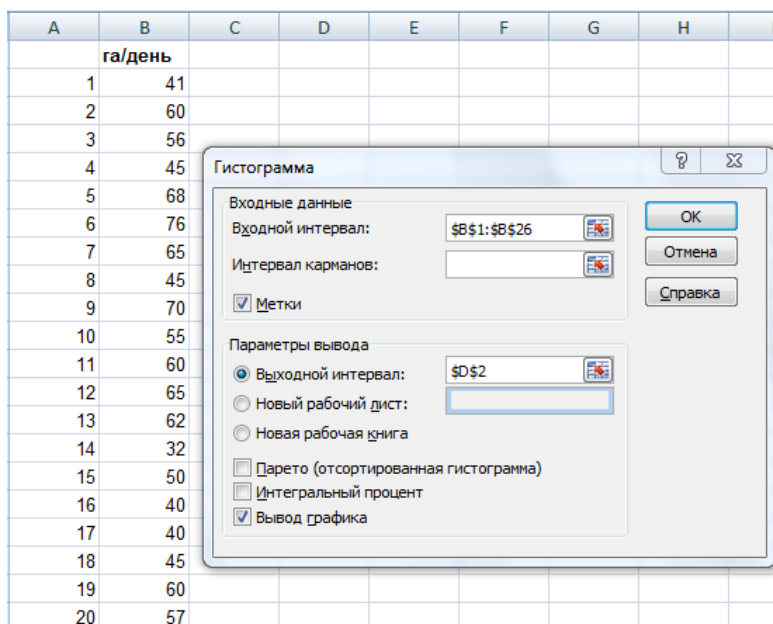 A B C D E F G H
га/день
1 41
2 60
3 56
4 45
5 68
6 76
7 65
8 45
9 70
10 55
11 60
12 65
13 62
14 32
15 50
16 40
17 40
18 45
19 60
20 57
Гистограмма
Входные данные
Входной интервал: $B$1:$B$26
Интервал карманов:
Метки
Параметры вывода
Выходной интервал: $D$2
Новый рабочий лист:
Новая рабочая книга
Парето (отсортированная гистограмма)
Интегральный процент
Вывод графика
?
ОК
Отмена
Справка